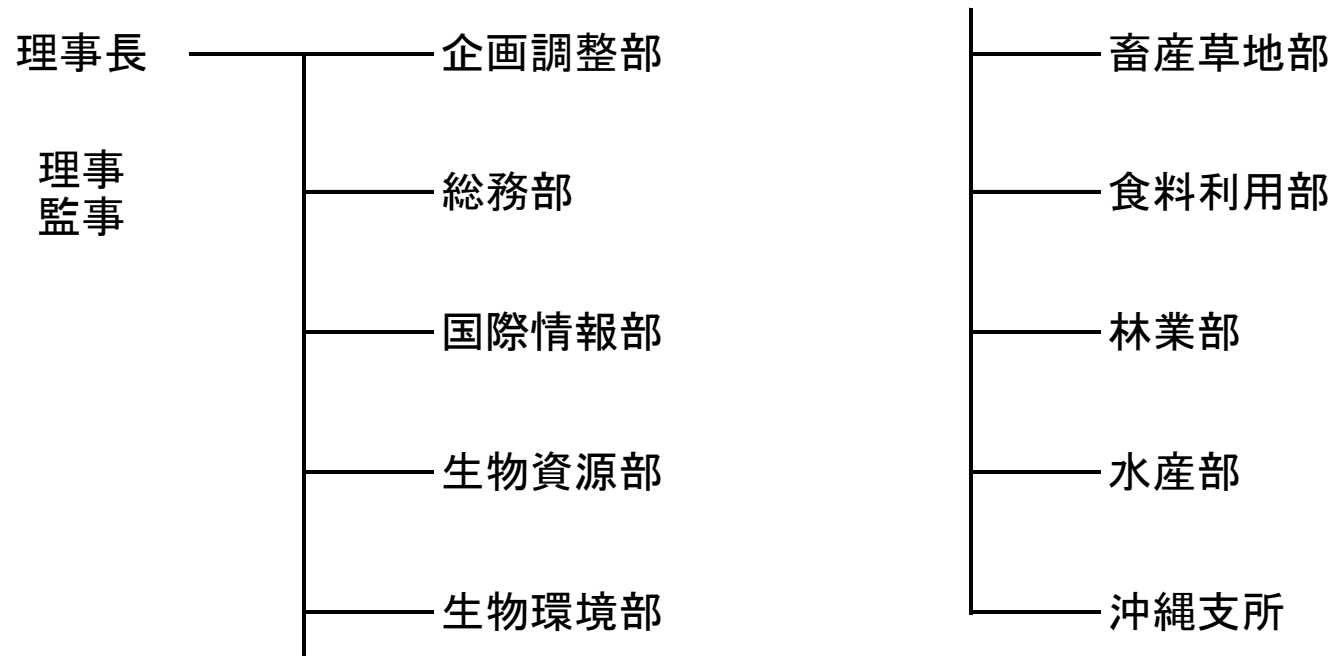 理事長
理事
監事
企画調整部
総務部
国際情報部
生物資源部
生物環境部
畜産草地部
食料利用部
林業部
水産部
沖縄支所